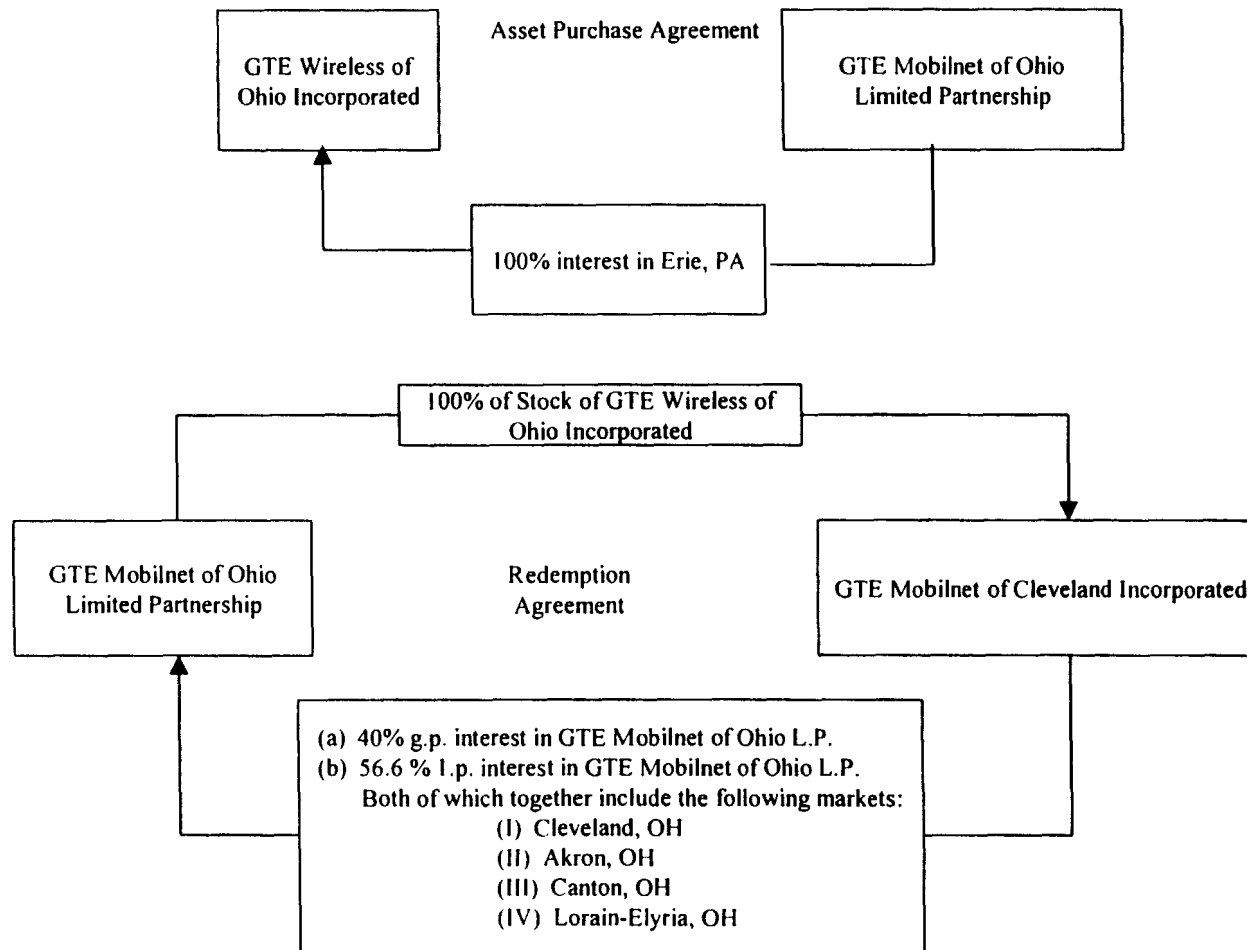 Asset Purchase Agreement
GTE Wireless of
Ohio Incorporated
GTE Mobilnet of Ohio
Limited Partnership
100% interest in Erie, PA
100% of Stock of GTE Wireless of
Ohio Incorporated
GTE Mobilnet of Ohio
Limited Partnership
Redemption
Agreement
GTE Mobilnet of Cleveland Incorporated
(a) 40% g.p. interest in GTE Mobilnet of Ohio L.P.
(b) 56.6 % l.p. interest in GTE Mobilnet of Ohio L.P.
Both of which together include the following markets:
(I) Cleveland, OH
(II) Akron, OH
(III) Canton, OH
(IV) Lorain-Elyria, OH